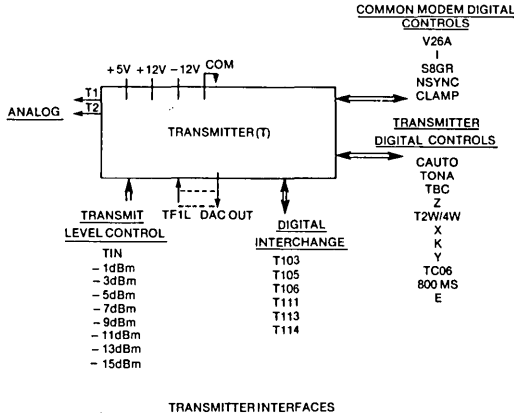 COMMON MODEM DIGITAL
CONTROLS
V26A
I
S8GR
NSYNC
CLAMP
+5V +12V -12V COM
T1
T2
ANALOG
TRANSMITTER (T)
TRANSMITTER
DIGITAL CONTROLS
CAUTO
TONA
TBC
Z
T2W/4W
X
K
Y
TC06
800 MS
E
TRANSMIT
LEVEL CONTROL
TIN
- 1dBm
- 3dBm
- 5dBm
- 7dBm
- 9dBm
- 11dBm
- 13dBm
- 15dBm
TF1L DAC OUT
DIGITAL
INTERCHANGE
T103
T105
T106
T111
T113
T114
TRANSMITTER INTERFACES